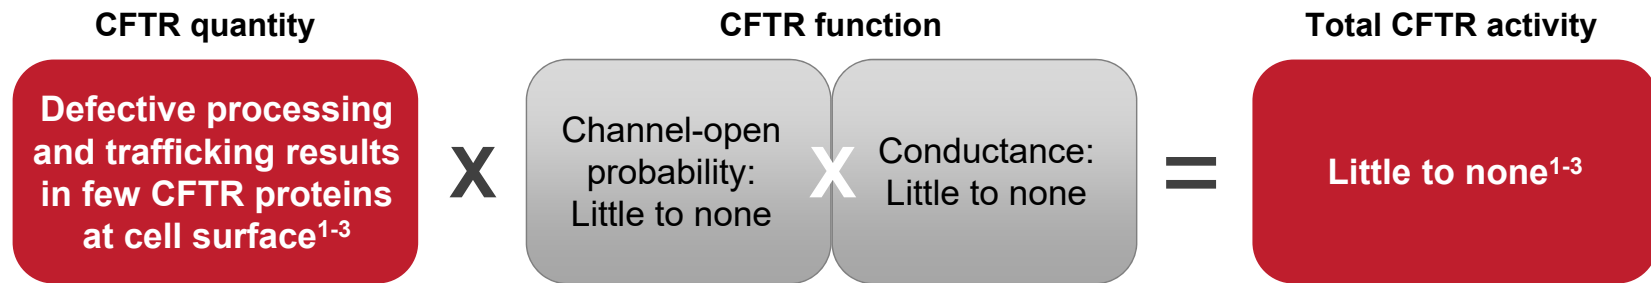 CFTR quantity
Defective processing
and trafficking results
in few CFTR proteins
at cell surface1-3
X
CFTR function
Channel-open
probability:
Little to none
X
Conductance:
Little to none
=
Total CFTR activity
Little to none1-3